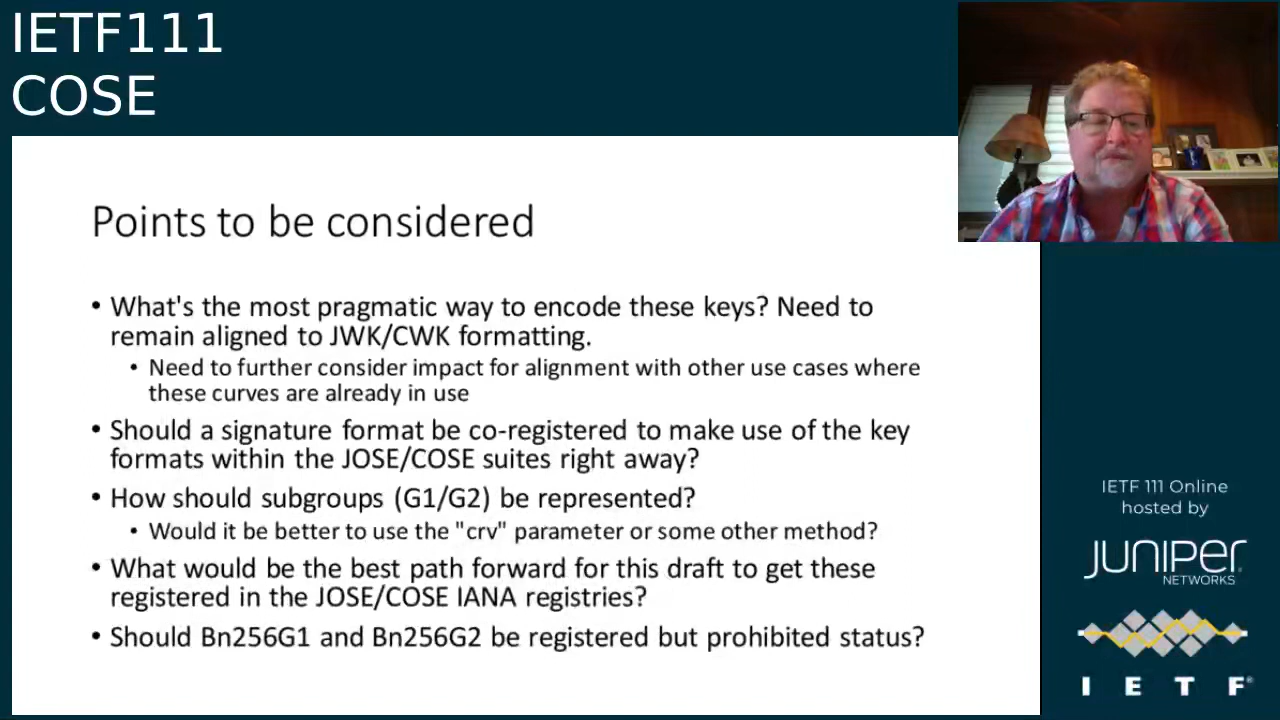 IETF111
COSE
Points to be considered
• What's the most pragmatic way to encode these keys? Need to
remain aligned to JWK/CWK formatting.
• Need to further consider impact for alignment with other use cases where
these curves are already in use
• Should a signature format be co-registered to make use of the key
formats within the JOSE/COSE suites right away?
• How should subgroups (G1/G2) be represented?
• Would it be better to use the "crv" parameter or some other method?
• What would be the best path forward for this draft to get these
registered in the JOSE/COSE IANA registries?
• Should Bn256G1 and Bn256G2 be registered but prohibited status?
IETF 111 Online
hosted by
JUNIPEr
NETWORKS
I E T F®